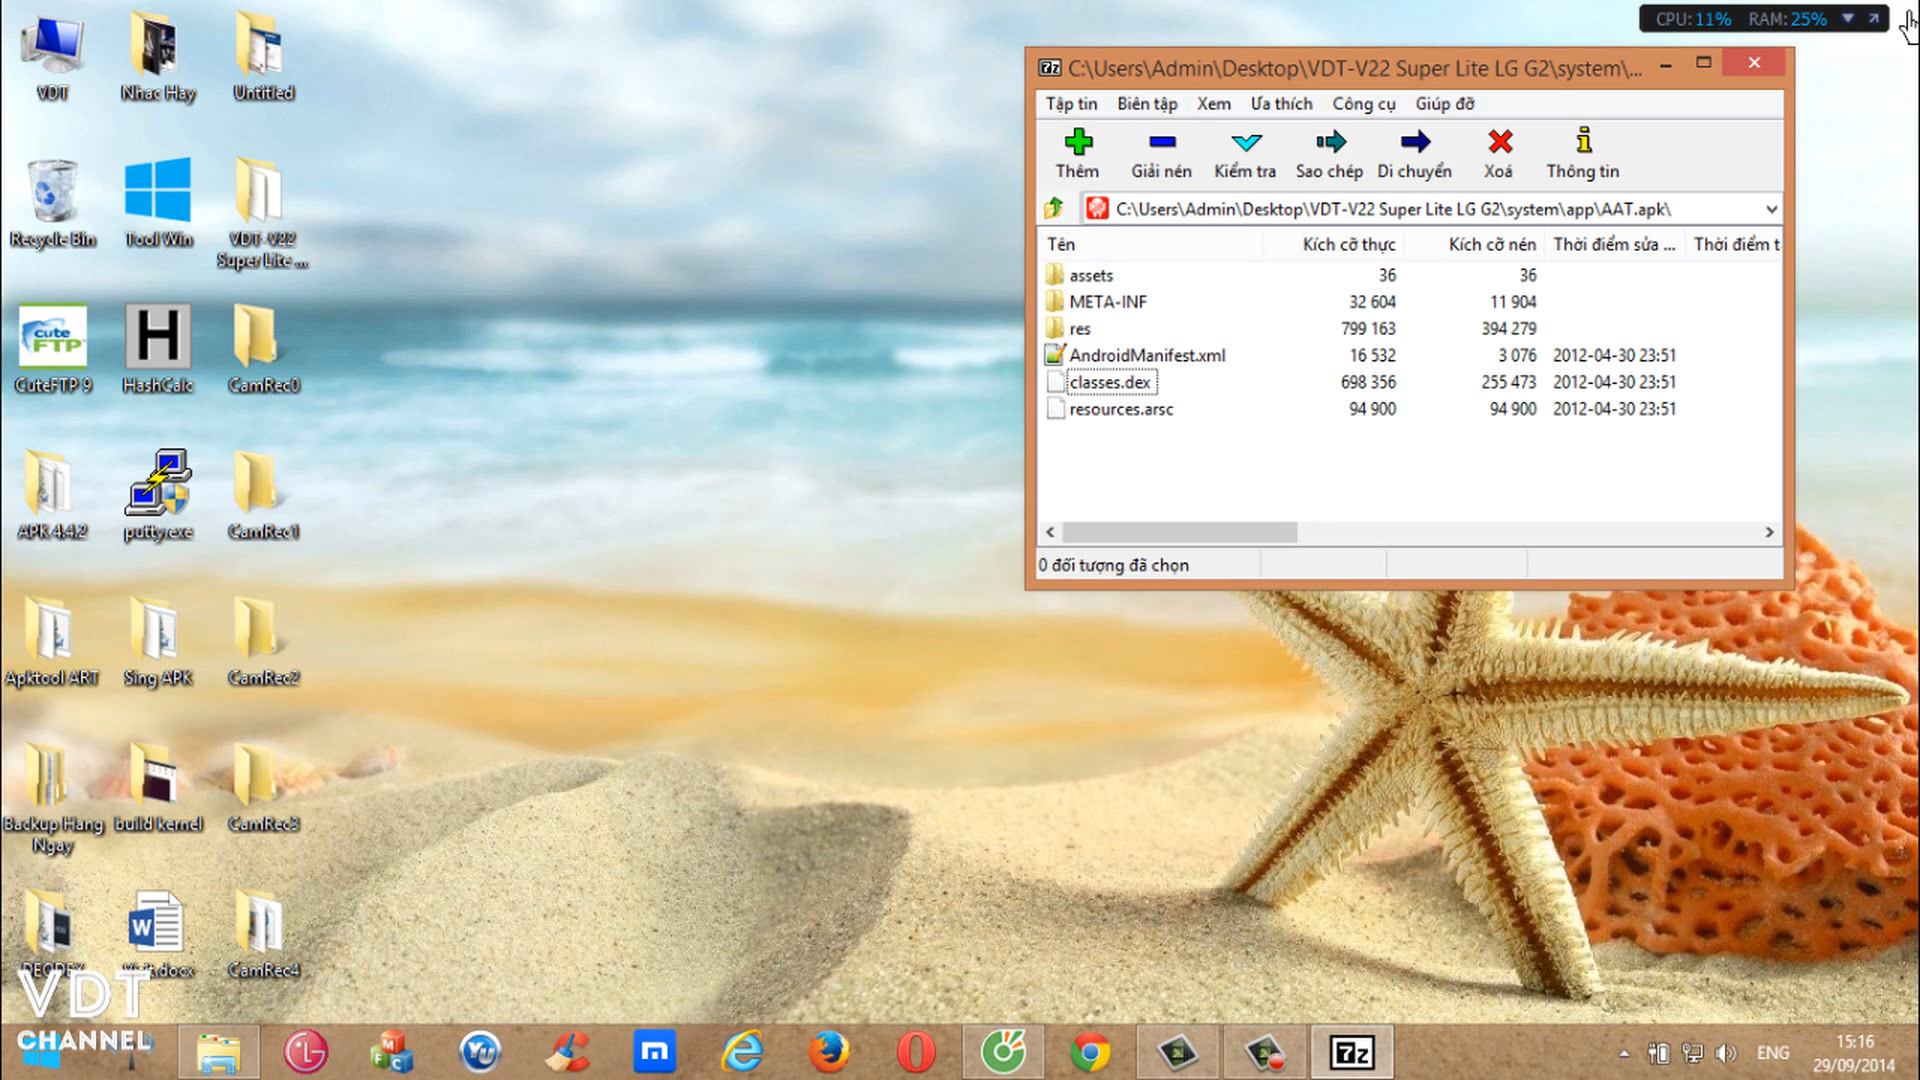 CPU: 11% RAM: 25%
VDT
Nhac Hay
Untitled
Recycle Bin
Tool Win
VDT-V22
Super Lite ...
cute
FTP
CuteFTP 9
H
HashCalc
CamRec0
APK 4.4.2
putty.exe
CamRec1
Apktool ART
Sing APK
CamRec2
Backup Hang
Ngay
build kernel
CamRec3
DEODEX
W
CamRec4
7z C:\Users\Admin\Desktop\VDT-V22 Super Lite LG G2\system\...
Tập tin Biên tập Xem Ưa thích Công cụ Giúp đỡ
Thêm Giải nén Kiểm tra Sao chép Di chuyển Xoá Thông tin
C:\Users\Admin\Desktop\VDT-V22 Super Lite LG G2\system\app\AAT.apk\
Tên Kích cỡ thực Kích cỡ nén Thời điểm sửa ... Thời điểm t
assets 36 36
META-INF 32 604 11 904
res 799 163 394 279
AndroidManifest.xml 16 532 3 076 2012-04-30 23:51
classes.dex 698 356 255 473 2012-04-30 23:51
resources.arsc 94 900 94 900 2012-04-30 23:51
0 đối tượng đã chọn
VDT
CHANNEL
LG
M F C
YU
m
7z
ENG
15:16
29/09/2014